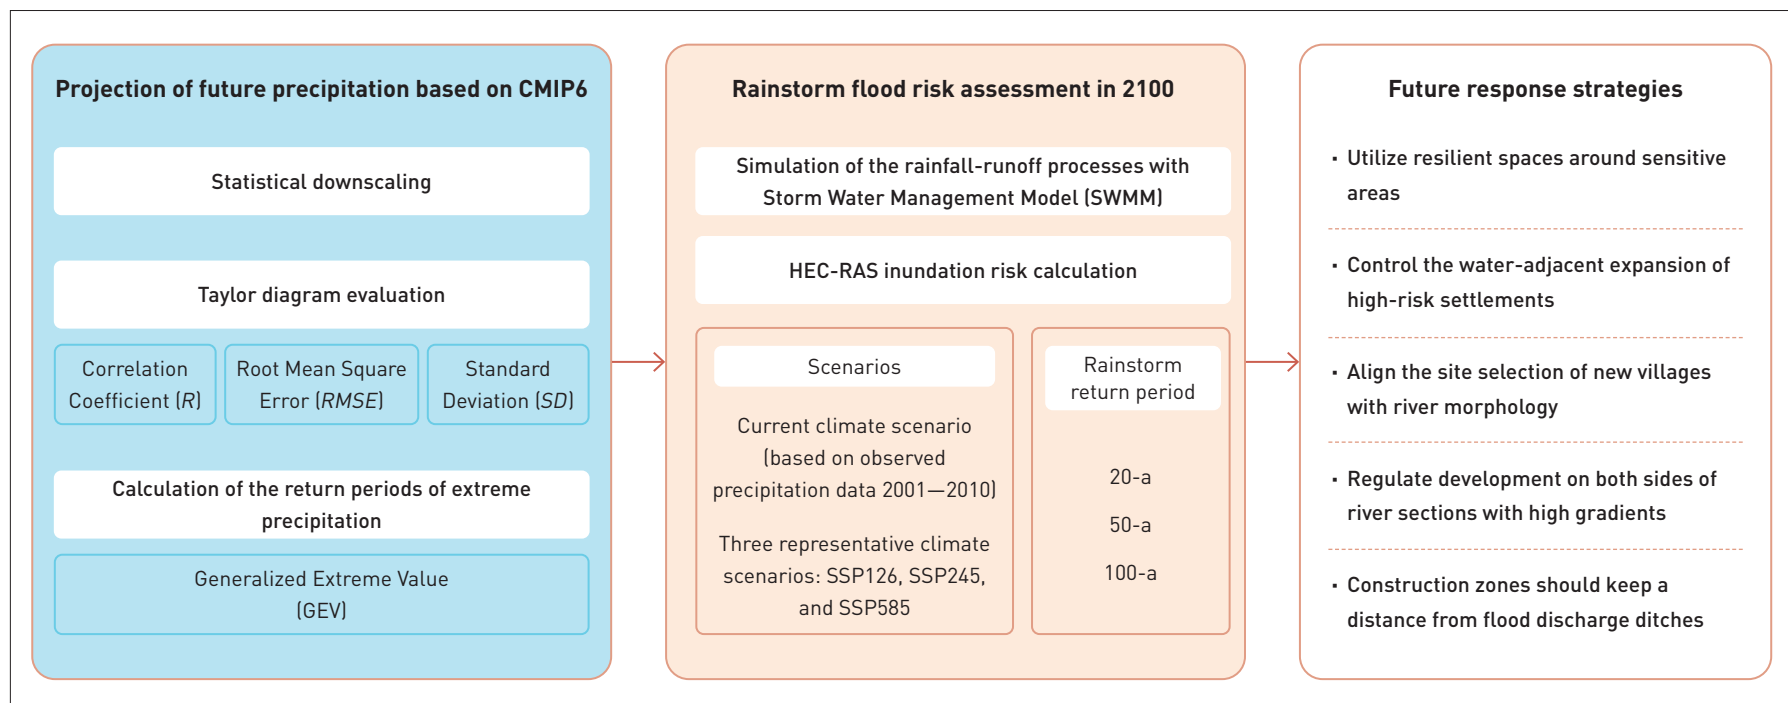 Projection of future precipitation based on CMIP6
Statistical downscaling
Taylor diagram evaluation
Correlation
Coefficient (R)
Root Mean Square
Error (RMSE)
Standard
Deviation (SD)
Calculation of the return periods of extreme
precipitation
Generalized Extreme Value
(GEV)
Rainstorm flood risk assessment in 2100
Simulation of the rainfall-runoff processes with
Storm Water Management Model (SWMM)
HEC-RAS inundation risk calculation
Scenarios
Current climate scenario
(based on observed
precipitation data 2001—2010)
Three representative climate
scenarios: SSP126, SSP245,
and SSP585
Rainstorm
return period
20-a
50-a
100-a
Future response strategies
· Utilize resilient spaces around sensitive
areas
· Control the water-adjacent expansion of
high-risk settlements
· Align the site selection of new villages
with river morphology
· Regulate development on both sides of
river sections with high gradients
· Construction zones should keep a
distance from flood discharge ditches